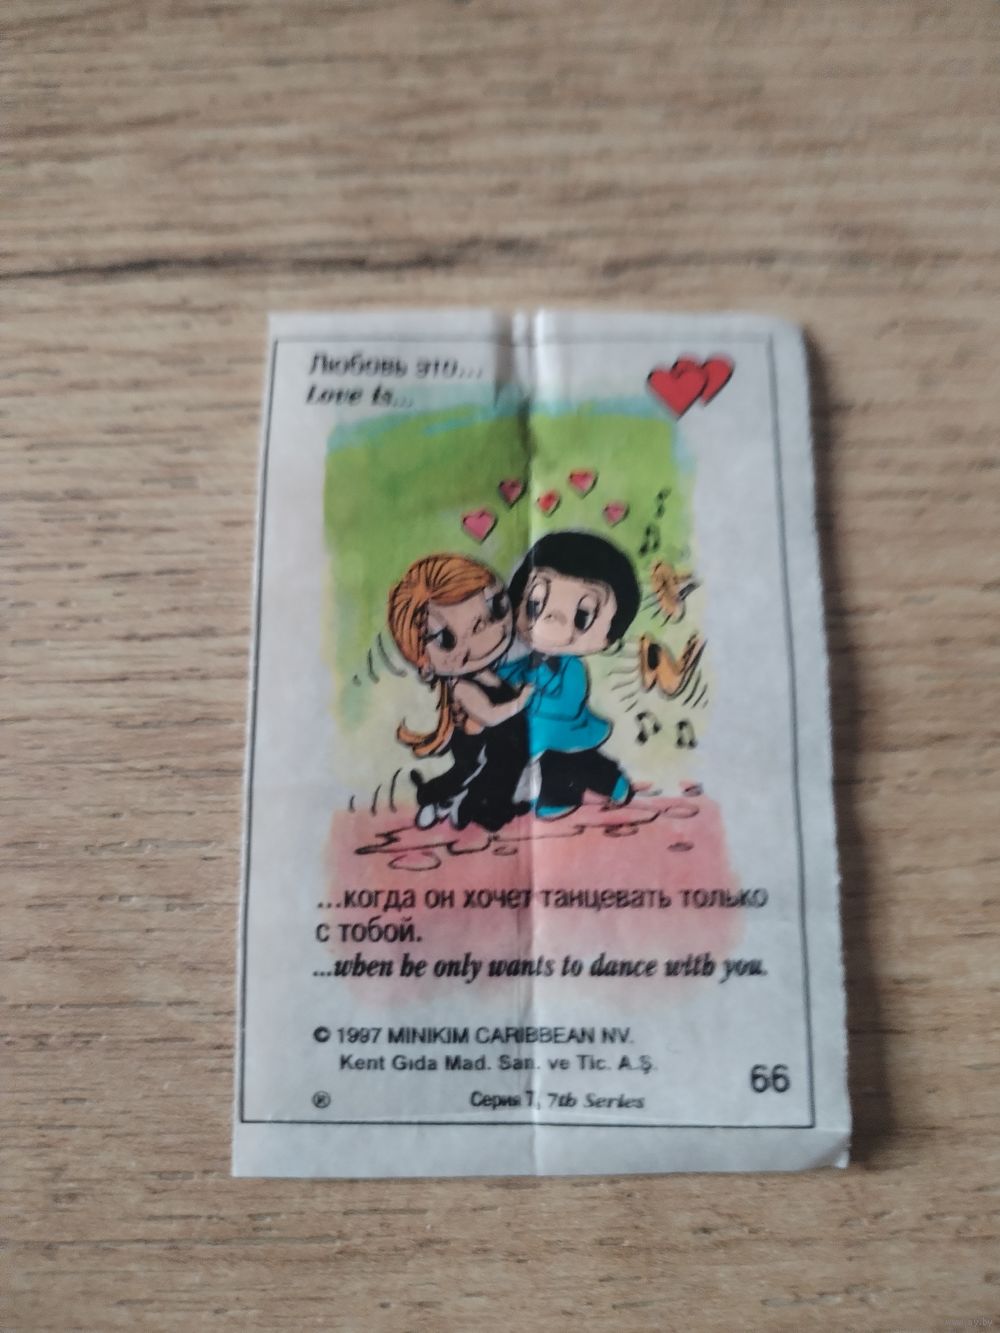 Любовь это...
Love is...
...когда он хочет танцевать только
с тобой.
...when he only wants to dance with you.
© 1997 MINIKIM CARIBBEAN NV.
Kent Gıda Mad. San. ve Tic. A.Ş.
66
® Серия 7, 7th Series